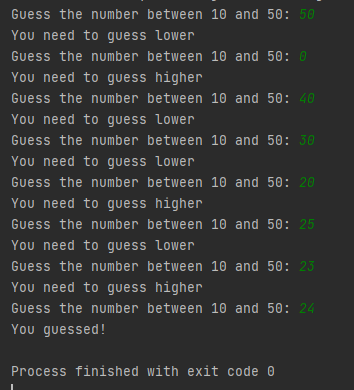 Guess the number between 10 and 50: 50
You need to guess lower
Guess the number between 10 and 50: 0
You need to guess higher
Guess the number between 10 and 50: 40
You need to guess lower
Guess the number between 10 and 50: 30
You need to guess lower
Guess the number between 10 and 50: 20
You need to guess higher
Guess the number between 10 and 50: 25
You need to guess lower
Guess the number between 10 and 50: 23
You need to guess higher
Guess the number between 10 and 50: 24
You guessed!
Process finished with exit code 0